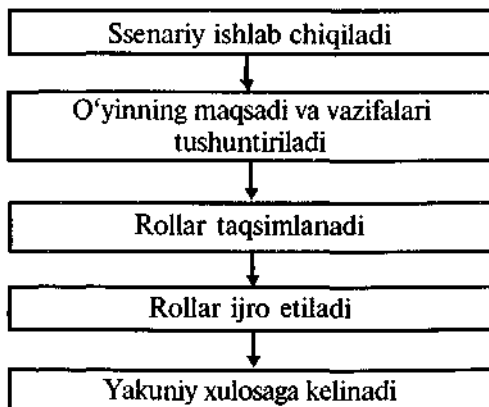 Ssenariy ishlab chiqiladi
O‘yinning maqsadi va vazifalari
tushuntiriladi
Rollar taqsimlanadi
Rollar ijro etiladi
Yakuniy xulosaga kelinadi